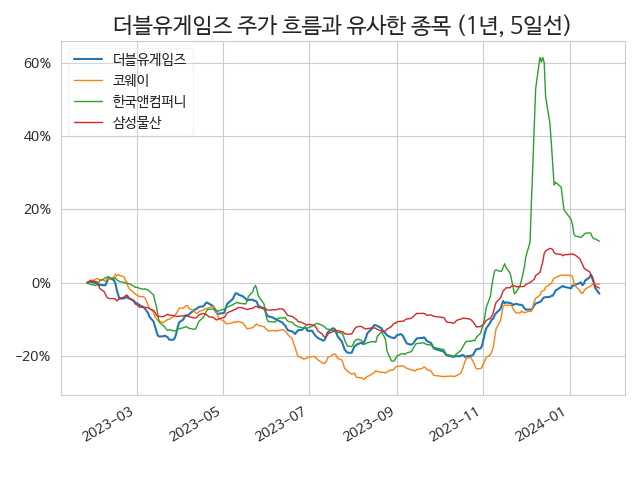 더블유게임즈 주가 흐름과 유사한 종목 (1년, 5일선)
더블유게임즈
코웨이
한국앤컴퍼니
삼성물산
60%
40%
20%
0%
−20%
2023−03
2023−05
2023−07
2023−09
2023−11
2024−01